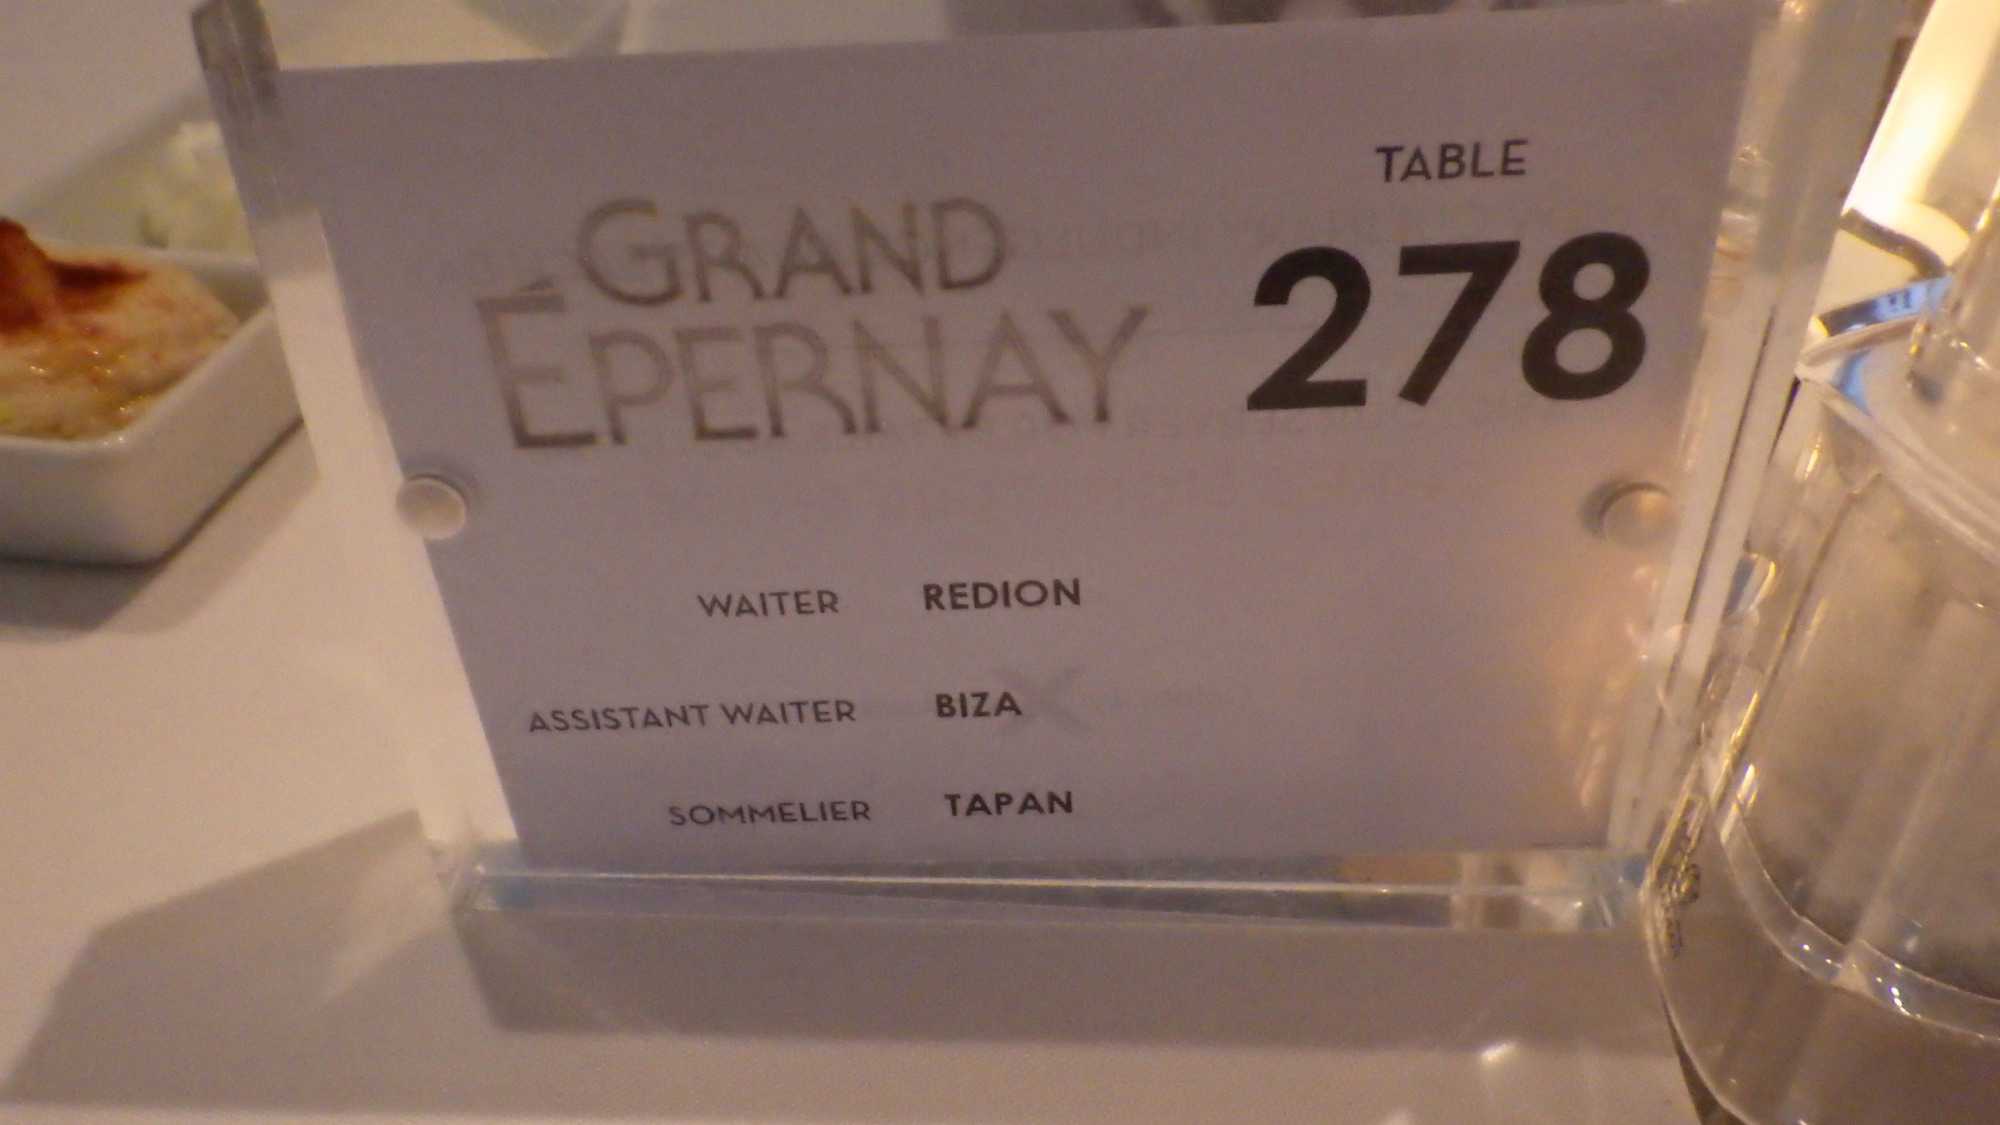 GRAND
ÉPERNAY
TABLE
278
WAITER REDION
ASSISTANT WAITER BIZA
SOMMELIER TAPAN